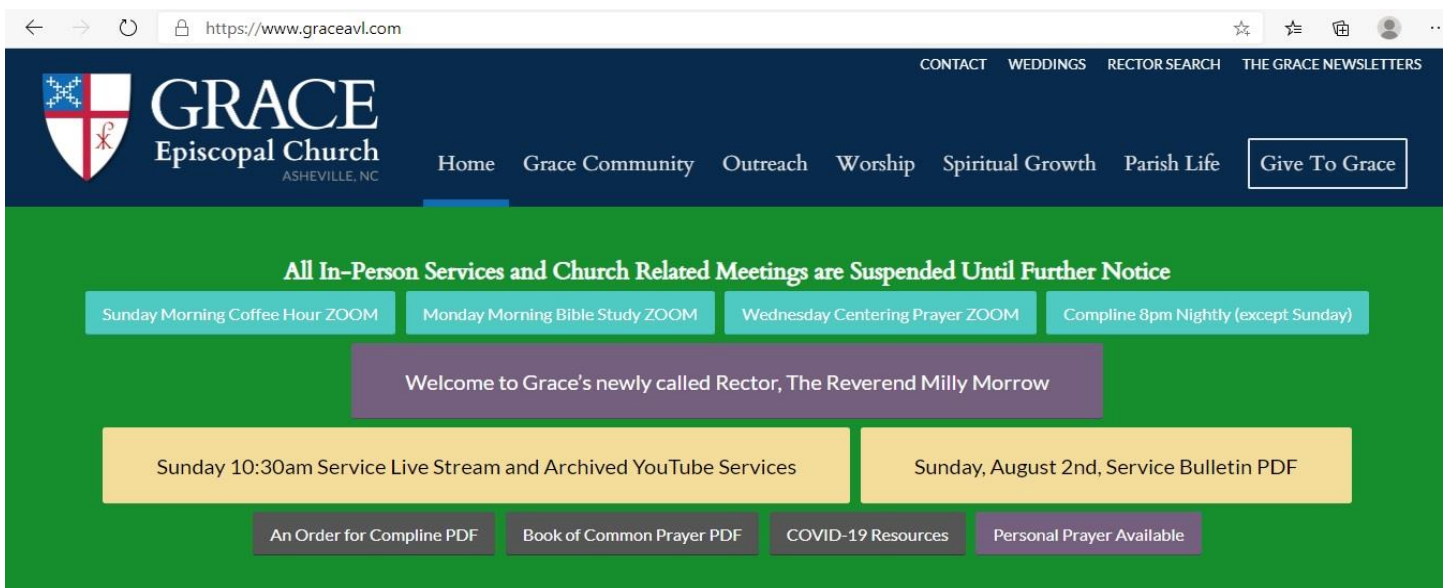 https://www.graceavl.com
CONTACT WEDDINGS RECTOR SEARCH THE GRACE NEWSLETTERS
GRACE
Episcopal Church
ASHEVILLE, NC
Home Grace Community Outreach Worship Spiritual Growth Parish Life Give To Grace
All In-Person Services and Church Related Meetings are Suspended Until Further Notice
Sunday Morning Coffee Hour ZOOM Monday Morning Bible Study ZOOM Wednesday Centering Prayer ZOOM Compline 8pm Nightly (except Sunday)
Welcome to Grace's newly called Rector, The Reverend Milly Morrow
Sunday 10:30am Service Live Stream and Archived YouTube Services Sunday, August 2nd, Service Bulletin PDF
An Order for Compline PDF Book of Common Prayer PDF COVID-19 Resources Personal Prayer Available